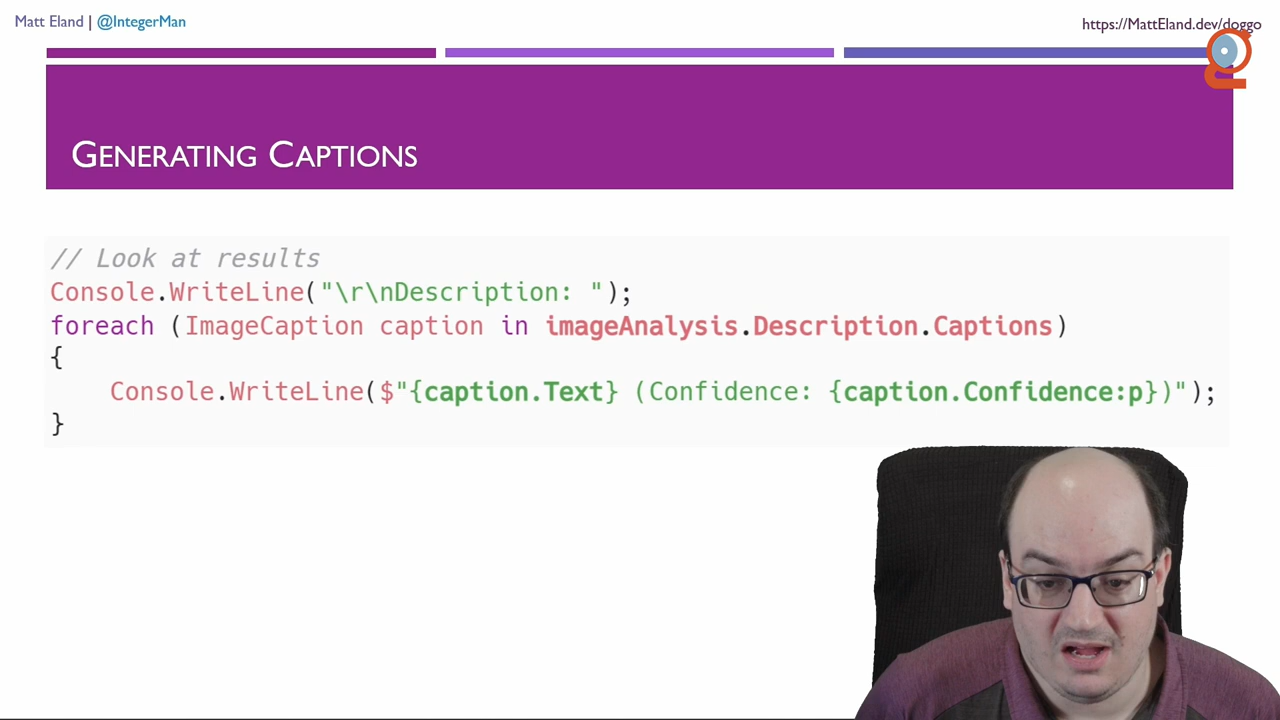 Matt Eland | @IntegerMan
https://MattEland.dev/doggo
GENERATING CAPTIONS
// Look at results
Console.WriteLine("\r\nDescription: ");
foreach (ImageCaption caption in imageAnalysis.Description.Captions)
{
    Console.WriteLine($"{caption.Text} (Confidence: {caption.Confidence:p})");
}